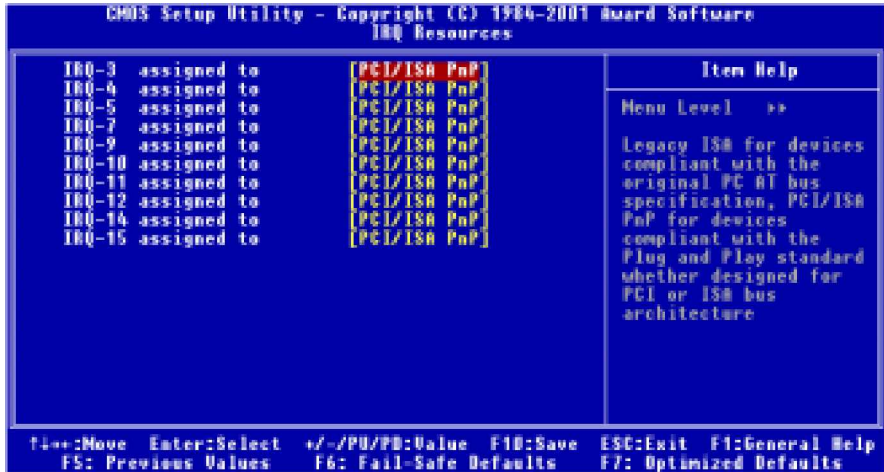 CMOS Setup Utility - Copyright (C) 1984-2001 Award Software
IRQ Resources
IRQ-3 assigned to [PCI/ISA PnP]
IRQ-4 assigned to [PCI/ISA PnP]
IRQ-5 assigned to [PCI/ISA PnP]
IRQ-7 assigned to [PCI/ISA PnP]
IRQ-9 assigned to [PCI/ISA PnP]
IRQ-10 assigned to [PCI/ISA PnP]
IRQ-11 assigned to [PCI/ISA PnP]
IRQ-12 assigned to [PCI/ISA PnP]
IRQ-14 assigned to [PCI/ISA PnP]
IRQ-15 assigned to [PCI/ISA PnP]
Item Help
Menu Level ▸▸
Legacy ISA for devices
compliant with the
original PC AT bus
specification, PCI/ISA
PnP for devices
compliant with the
Plug and Play standard
whether designed for
PCI or ISA bus
architecture
↑↓→←:Move Enter:Select +/-/PU/PD:Value F10:Save ESC:Exit F1:General Help
F5: Previous Values F6: Fail-Safe Defaults F7: Optimized Defaults